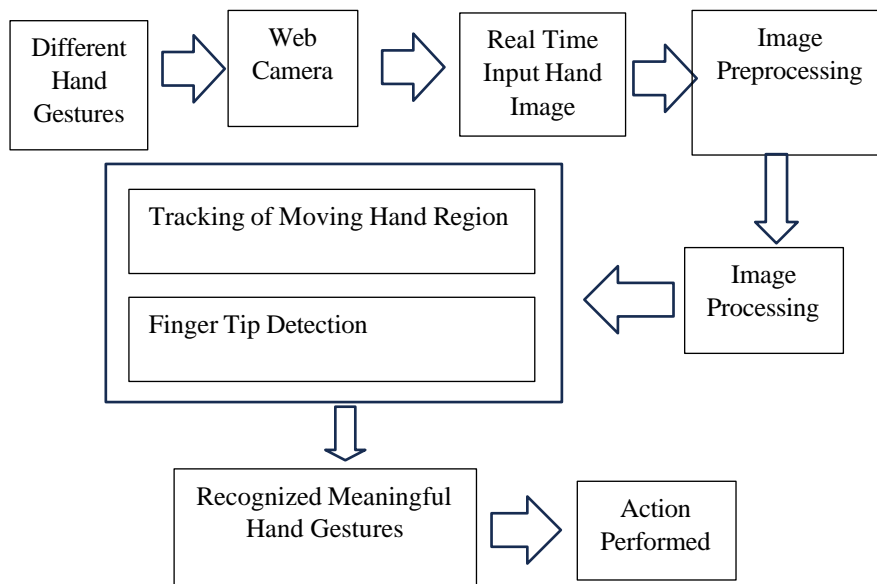 Different
Hand
Gestures
Web
Camera
Real Time
Input Hand
Image
Image
Preprocessing
Tracking of Moving Hand Region
Finger Tip Detection
Image
Processing
Recognized Meaningful
Hand Gestures
Action
Performed